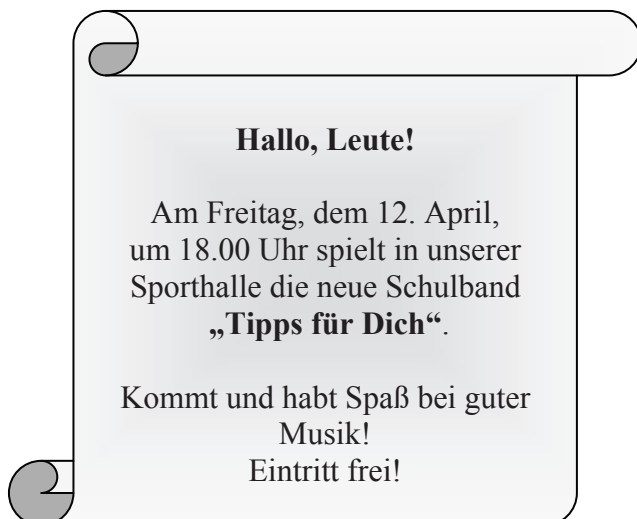 Hallo, Leute!
Am Freitag, dem 12. April,
um 18.00 Uhr spielt in unserer
Sporthalle die neue Schulband
„Tipps für Dich“.
Kommt und habt Spaß bei guter
Musik!
Eintritt frei!